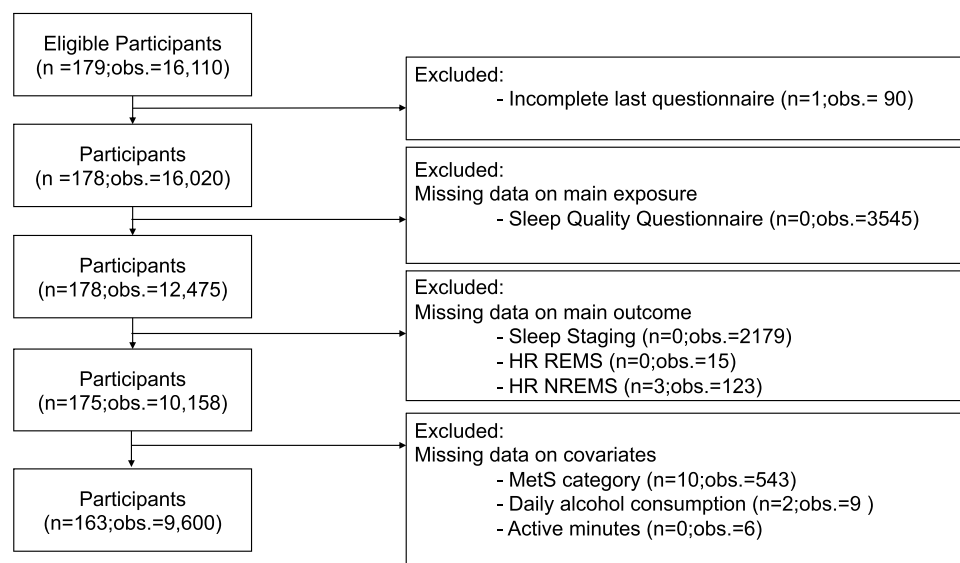 Eligible Participants
(n =179;obs.=16,110)
Excluded:
- Incomplete last questionnaire (n=1;obs.= 90)
Participants
(n =178;obs.=16,020)
Excluded:
Missing data on main exposure
- Sleep Quality Questionnaire (n=0;obs.=3545)
Participants
(n=178;obs.=12,475)
Excluded:
Missing data on main outcome
- Sleep Staging (n=0;obs.=2179)
- HR REMS (n=0;obs.=15)
- HR NREMS (n=3;obs.=123)
Participants
(n=175;obs.=10,158)
Excluded:
Missing data on covariates
- MetS category (n=10;obs.=543)
- Daily alcohol consumption (n=2;obs.=9 )
- Active minutes (n=0;obs.=6)
Participants
(n=163;obs.=9,600)